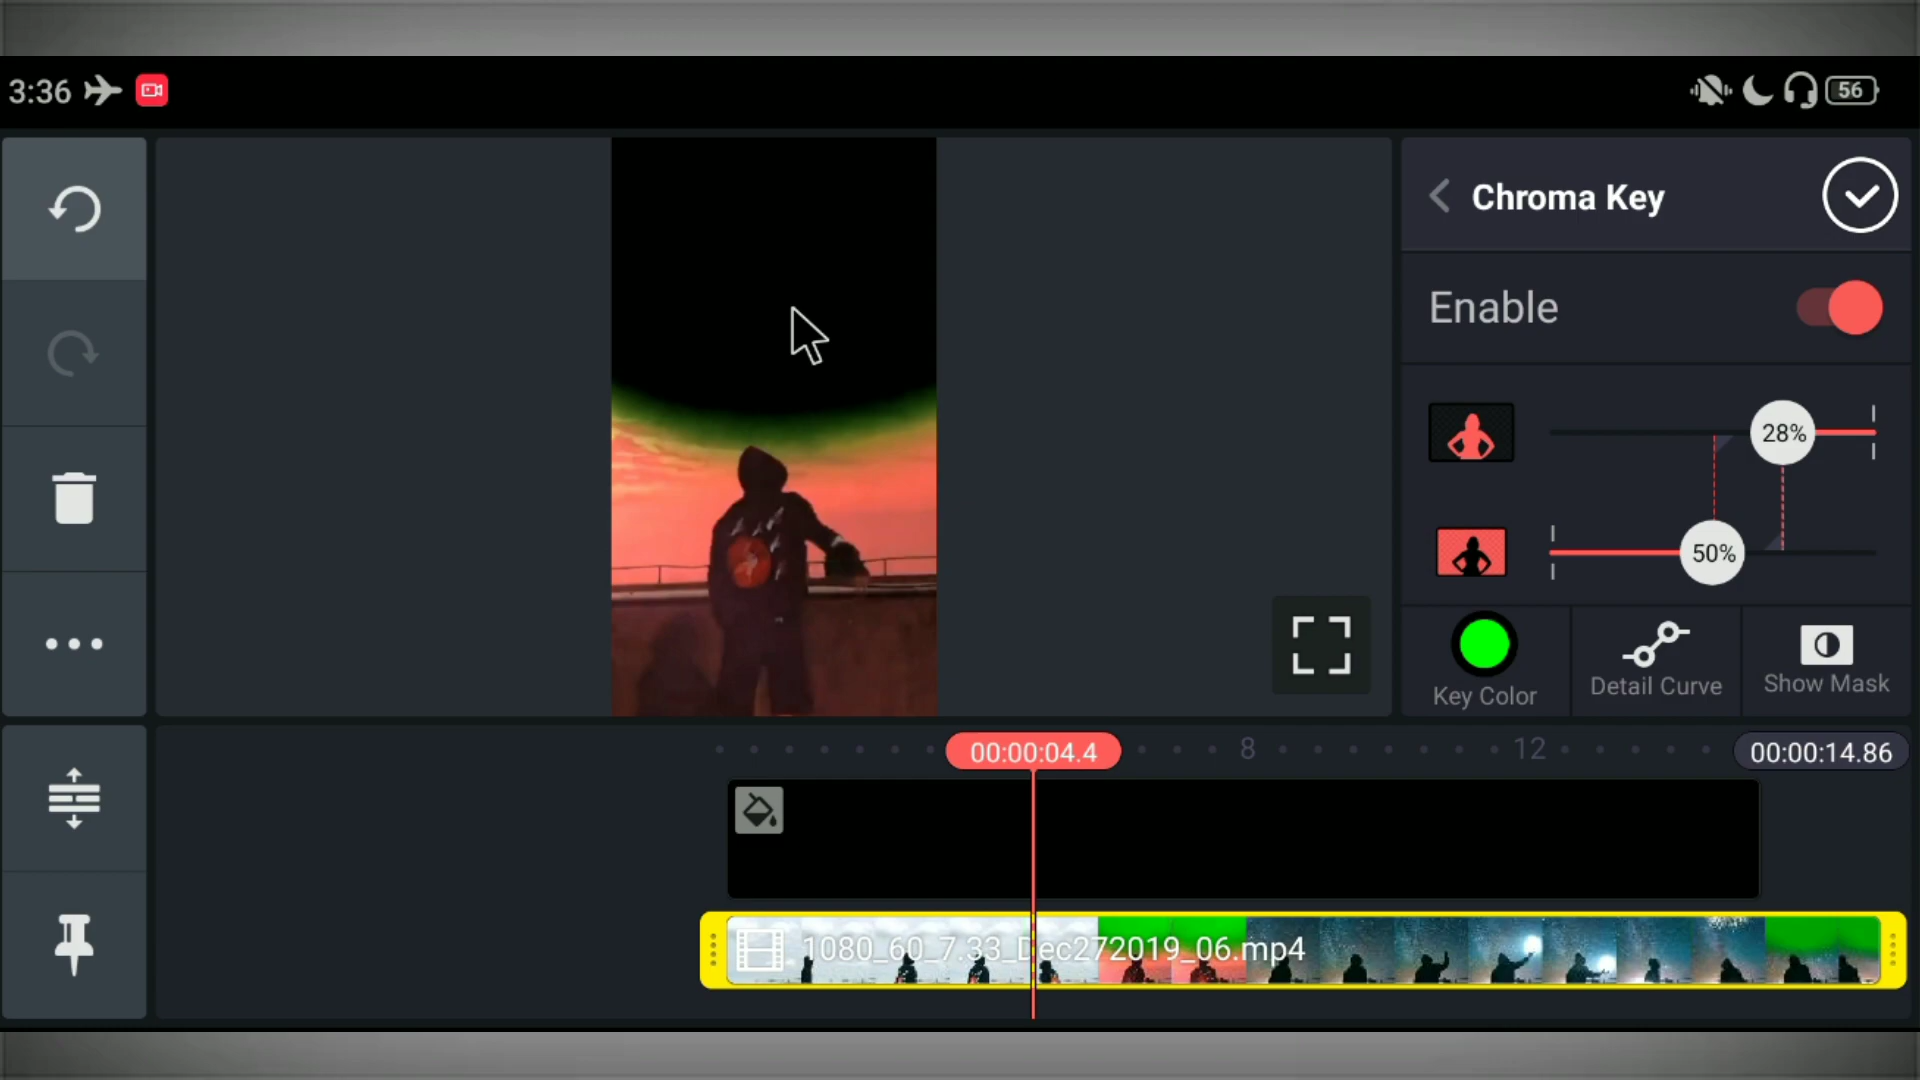 3:36
56
Chroma Key
Enable
28%
50%
Key Color
Detail Curve
Show Mask
00:00:04.4
8
12
00:00:14.86
1080_60_7.33_Dec272019_06.mp4